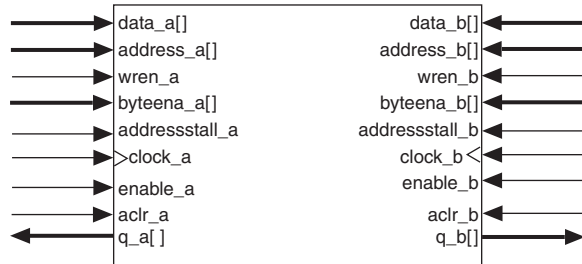 data_a[]
address_a[]
wren_a
byteena_a[]
addressstall_a
clock_a
enable_a
aclr_a
q_a[ ]
data_b[]
address_b[]
wren_b
byteena_b[]
addressstall_b
clock_b
enable_b
aclr_b
q_b[]